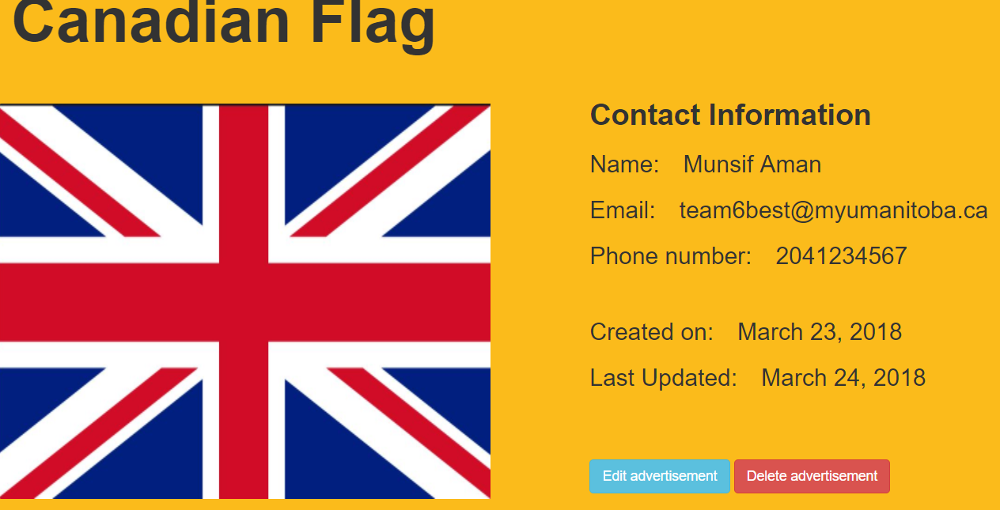 Canadian Flag
Contact Information
Name: Munsif Aman
Email: team6best@myumanitoba.ca
Phone number: 2041234567
Created on: March 23, 2018
Last Updated: March 24, 2018
Edit advertisement
Delete advertisement